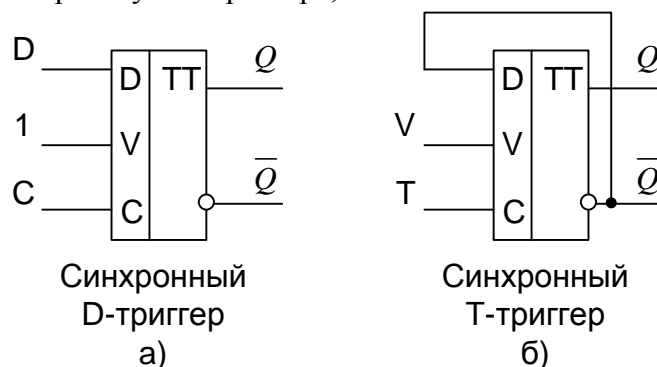 D D TT Q
1 V
C C Q
Синхронный
D-триггер
а)
D TT Q
V V
T C Q
Синхронный
Т-триггер
б)